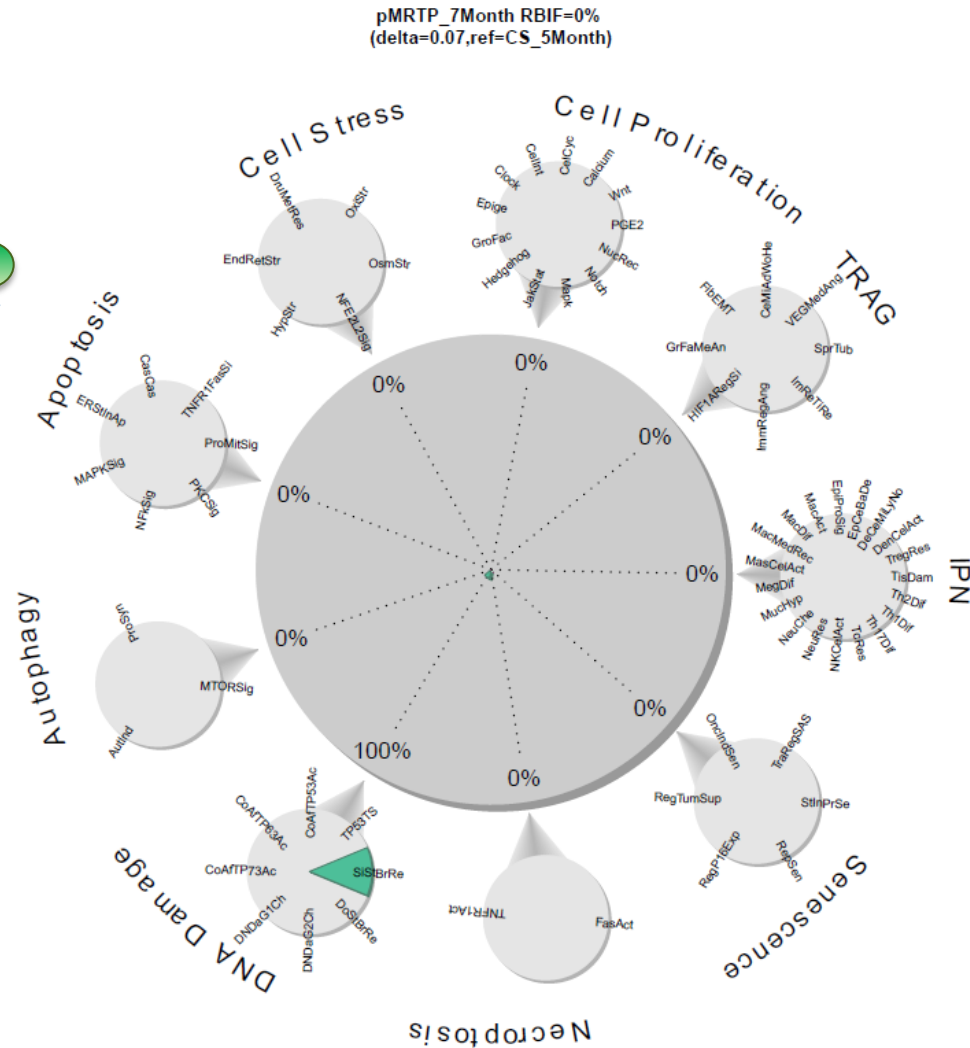 pMRTP_7Month RBIF=0%
(delta=0.07,ref=CS_5Month)
Cell Stress
DruMetRes
OxiStr
EndRetStr
OsmStr
HypStr
NFE2L2Sig
Cell Proliferation
CellInt
CelCyc
Calcium
Clock
Wnt
Epige
PGE2
GroFac
NucRec
Hedgehog
Notch
JakStat
Mapk
TRAG
CeMiAdWoHe
FibEMT
VEGMedAng
GrFaMeAn
SprTub
HIF1ARegSi
ImReTiRe
ImmRegAng
Apoptosis
CasCas
TNFR1FasSi
ERStInAp
ProMitSig
MAPKSig
PKCSig
NFkSig
IPN
EpiProSig
EpCeBaDe
MacAct
DeCeMiLyNo
MacDif
DenCelAct
MacMedRec
TregRes
MasCelAct
TisDam
MegDif
Th2Dif
MucHyp
Th1Dif
NeuChe
Th17Dif
NeuRes
TcRes
NKCelAct
0%
0%
0%
0%
0%
0%
0%
100%
0%
Autophagy
ProSyn
MTORSig
AutInd
DNA Damage
CoAfTP53Ac
CoAfTP63Ac
TP53TS
CoAfTP73Ac
SiStBrRe
DNDaG1Ch
DoStBrRe
DNDaG2Ch
Necroptosis
TNFR1Act
FasAct
Senescence
OncIndSen
TraRegSAS
RegTumSup
StInPrSe
RegP16Exp
RepSen